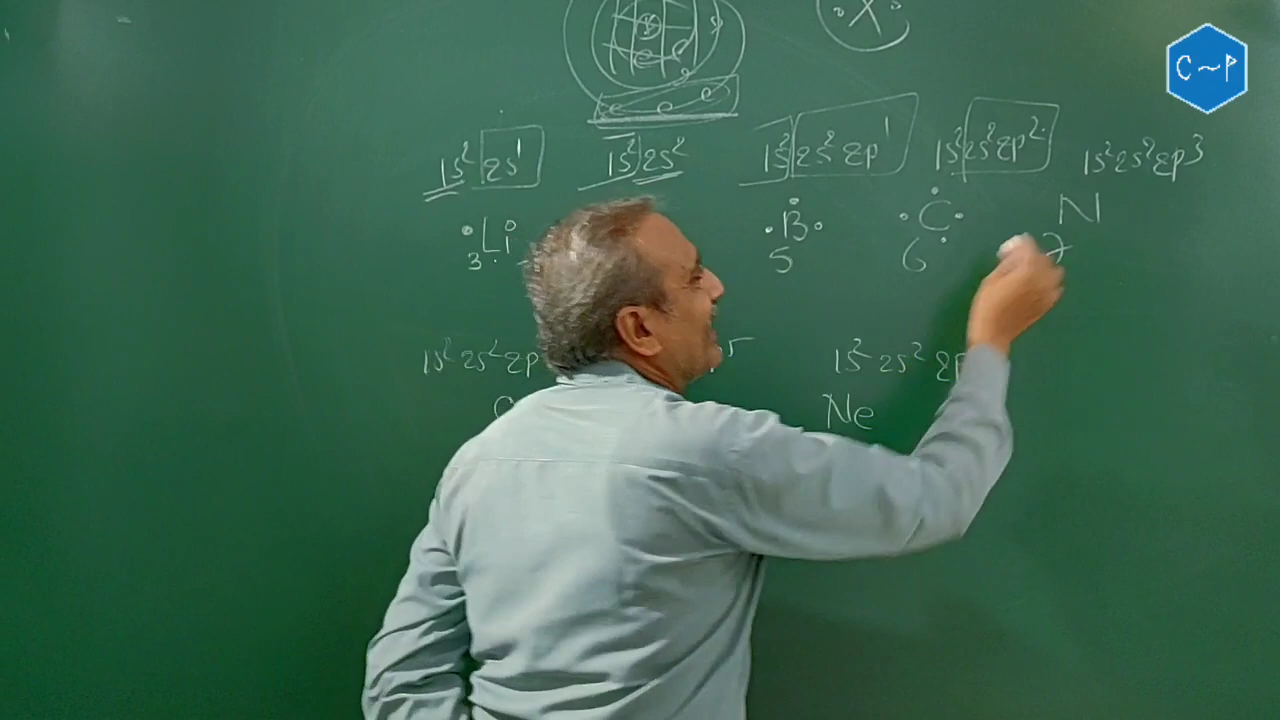 C~P
X
e e e
1s² 2s¹ 1s² 2s² 1s² 2s² 2p¹ 1s² 2s² 2p² 1s² 2s² 2p³
Li B C N
3 5 6 7
1s² 2s² 2p 5 1s² 2s² 2p
Ne